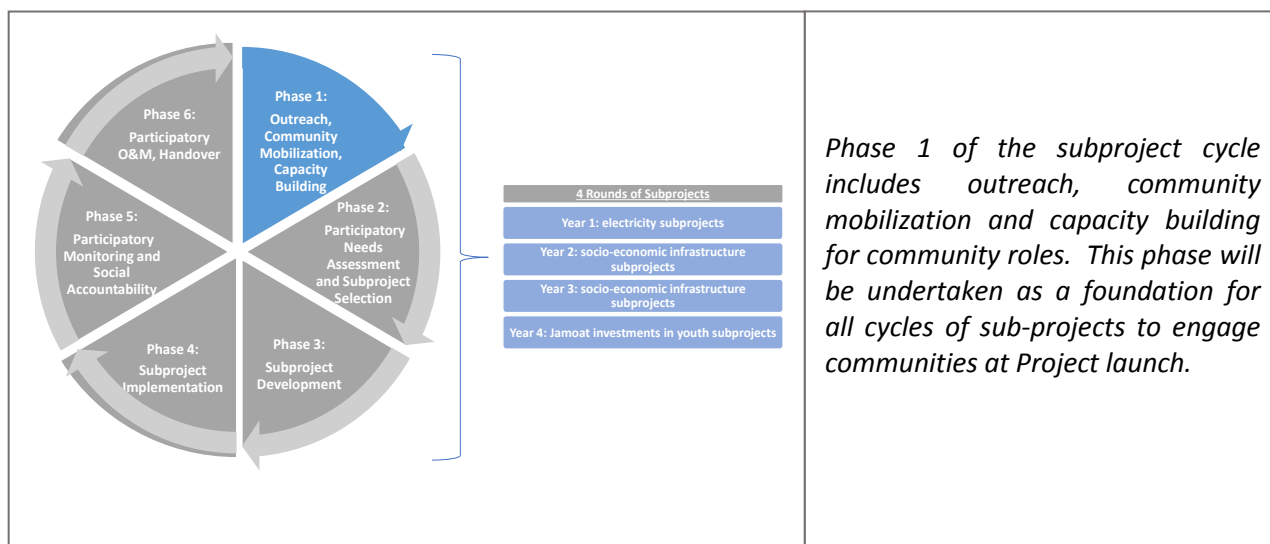 Phase 1:
Outreach,
Community
Mobilization,
Capacity
Building
Phase 2:
Participatory
Needs
Assessment
and Subproject
Selection
Phase 3:
Subproject
Development
Phase 4:
Subproject
Implementation
Phase 5:
Participatory
Monitoring and
Social
Accountability
Phase 6:
Participatory
O&M, Handover
4 Rounds of Subprojects
Year 1: electricity subprojects
Year 2: socio-economic infrastructure
subprojects
Year 3: socio-economic infrastructure
subprojects
Year 4: Jamoat investments in youth subprojects
Phase 1 of the subproject cycle
includes outreach, community
mobilization and capacity building
for community roles. This phase will
be undertaken as a foundation for
all cycles of sub-projects to engage
communities at Project launch.